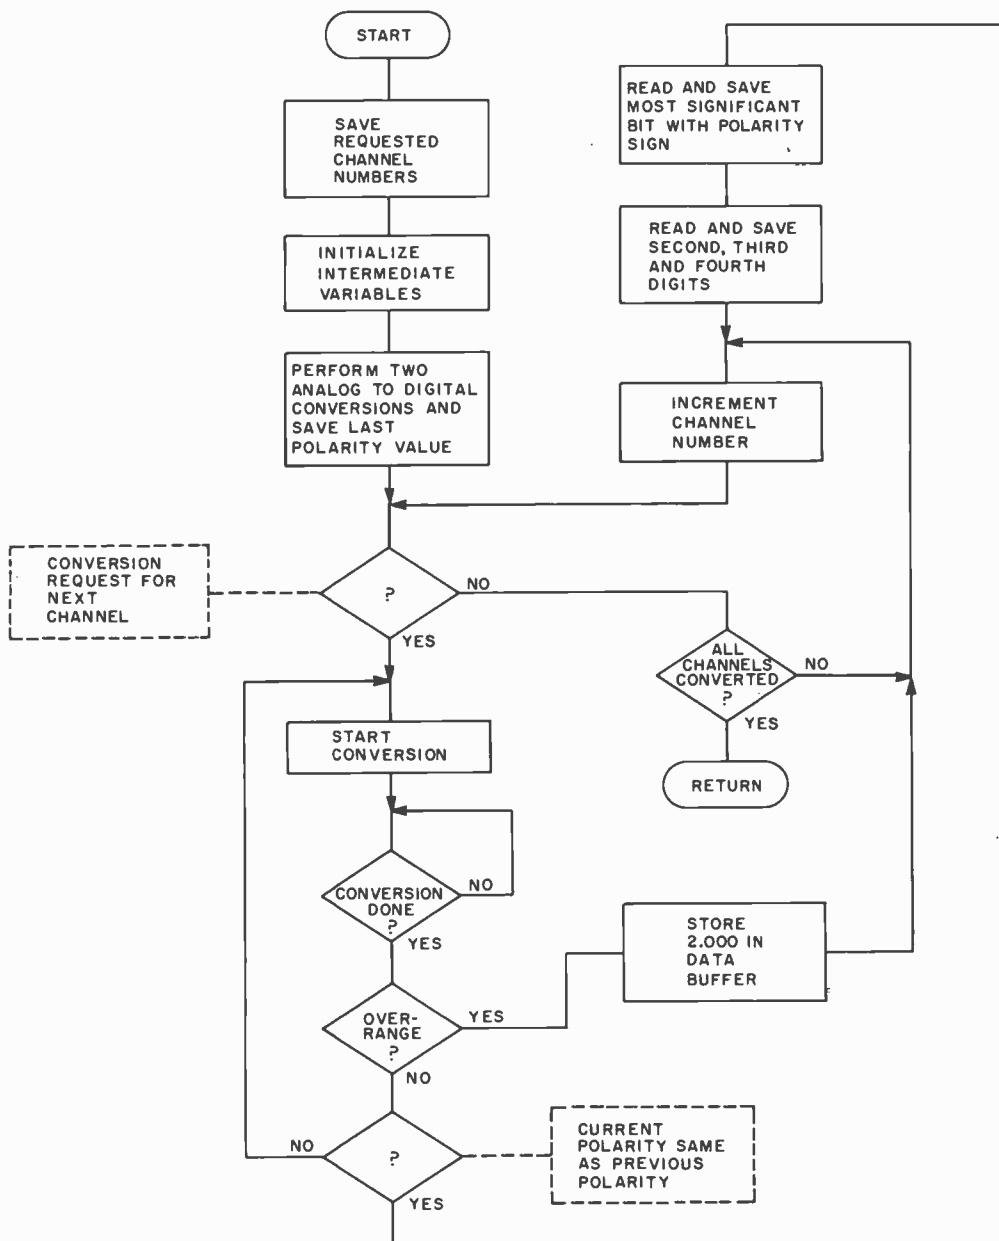 START
SAVE
REQUESTED
CHANNEL
NUMBERS
INITIALIZE
INTERMEDIATE
VARIABLES
PERFORM TWO
ANALOG TO DIGITAL
CONVERSIONS AND
SAVE LAST
POLARITY VALUE
READ AND SAVE
MOST SIGNIFICANT
BIT WITH POLARITY
SIGN
READ AND SAVE
SECOND, THIRD
AND FOURTH
DIGITS
INCREMENT
CHANNEL
NUMBER
CONVERSION
REQUEST FOR
NEXT
CHANNEL
?
NO
YES
ALL
CHANNELS
CONVERTED
?
NO
YES
RETURN
START
CONVERSION
CONVERSION
DONE
?
NO
YES
STORE
2.000 IN
DATA
BUFFER
OVER-
RANGE
?
YES
NO
NO
?
YES
CURRENT
POLARITY SAME
AS PREVIOUS
POLARITY